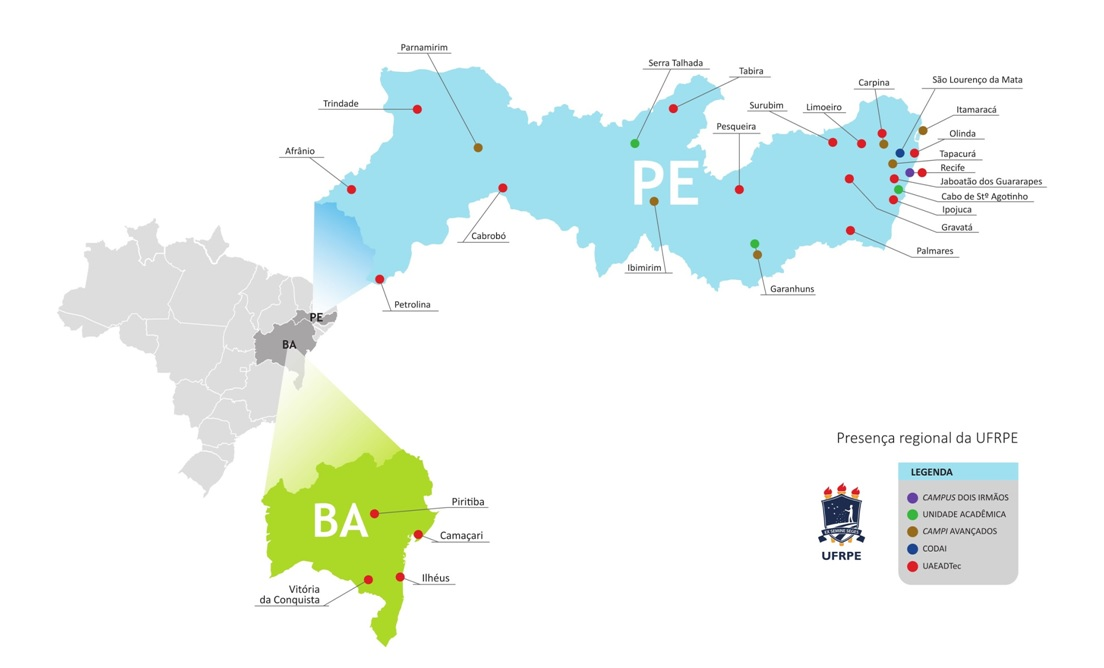 Parnamirim
Serra Talhada
Tabira
Carpina
São Lourenço da Mata
Trindade
Surubim
Limoeiro
Itamaracá
Pesqueira
Olinda
Afrânio
Tapacurá
Recife
PE
Jaboatão dos Guararapes
Cabo de Stº Agotinho
Ipojuca
Gravatá
Cabrobó
Palmares
Ibimirim
Garanhuns
Petrolina
PE
BA
Presença regional da UFRPE
LEGENDA
CAMPUS DOIS IRMÃOS
UNIDADE ACADÊMICA
CAMPI AVANÇADOS
CODAI
UAEADTec
EX SEMINE SEGES
UFRPE
BA
Piritiba
Camaçari
Ilhéus
Vitória
da Conquista